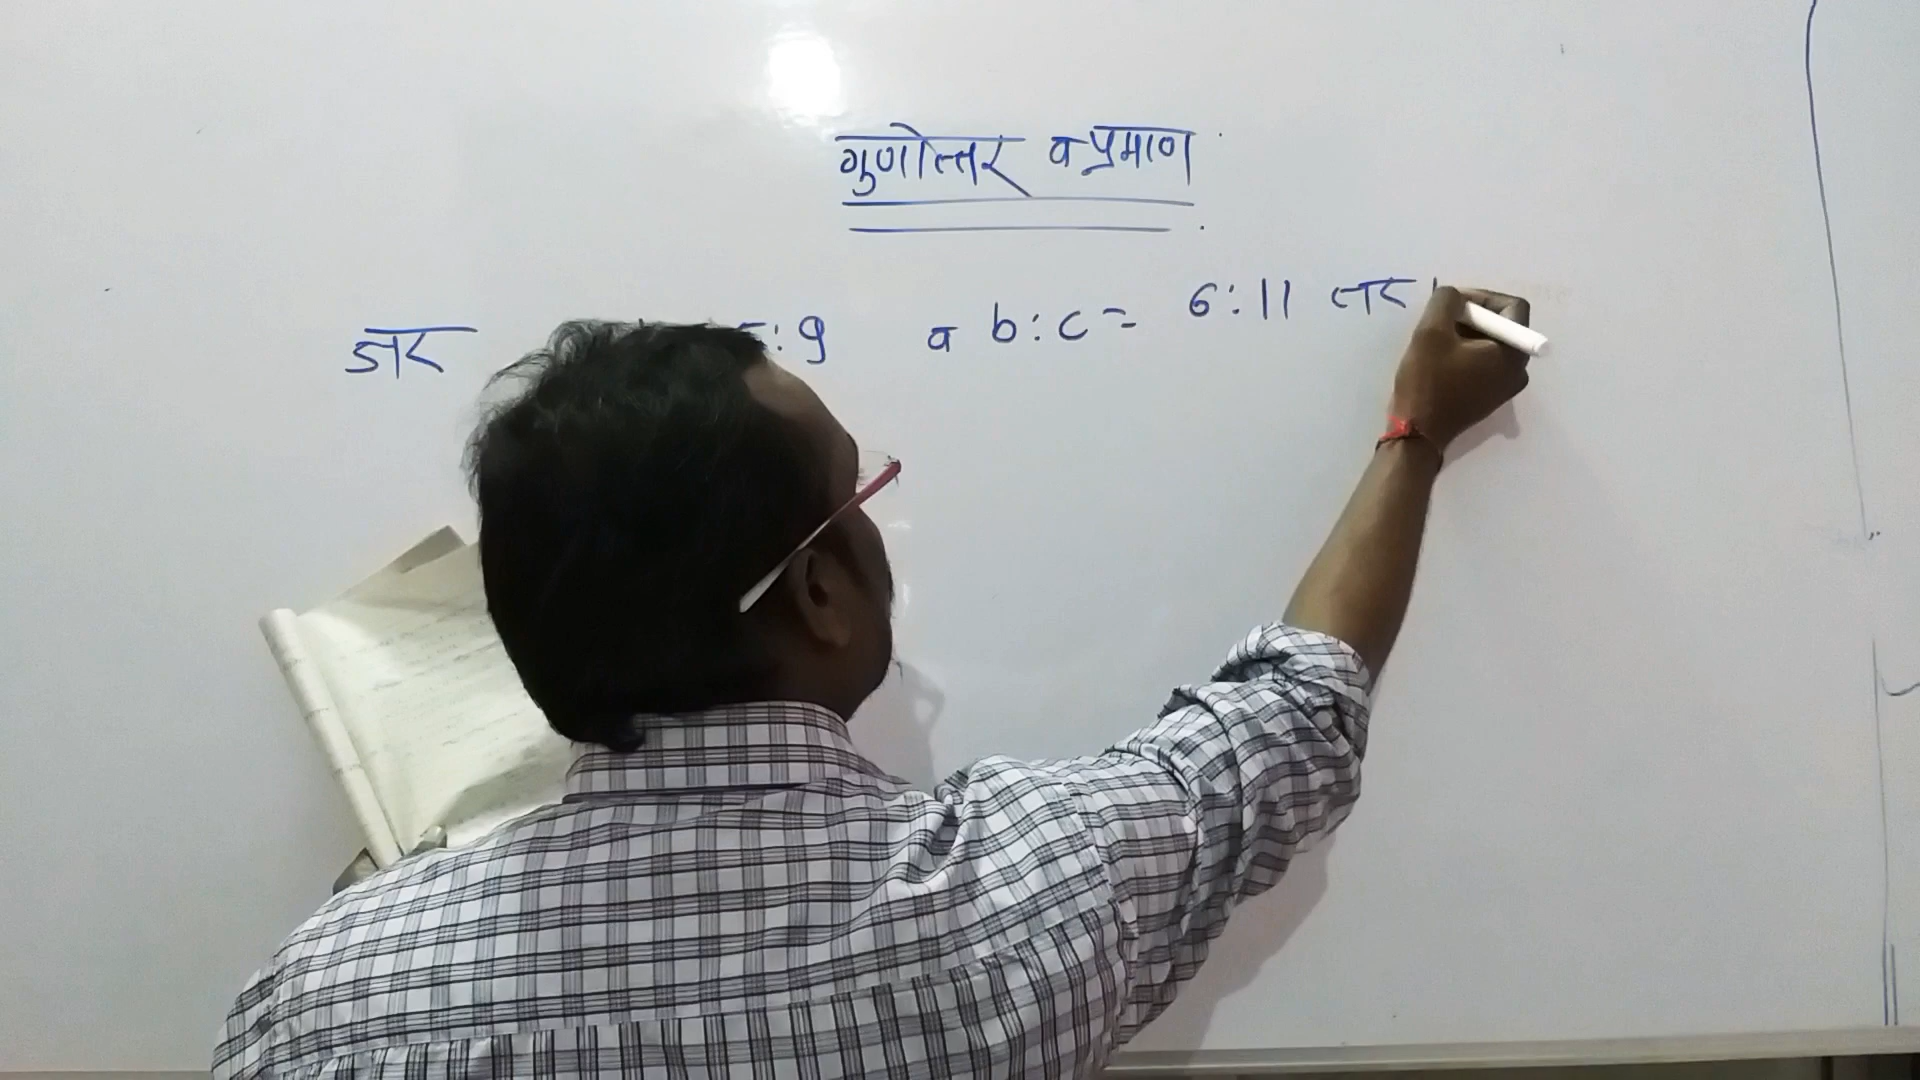 गुणोत्तर व प्रमाण
जर : 9 व b : c = 6 : 11 तर